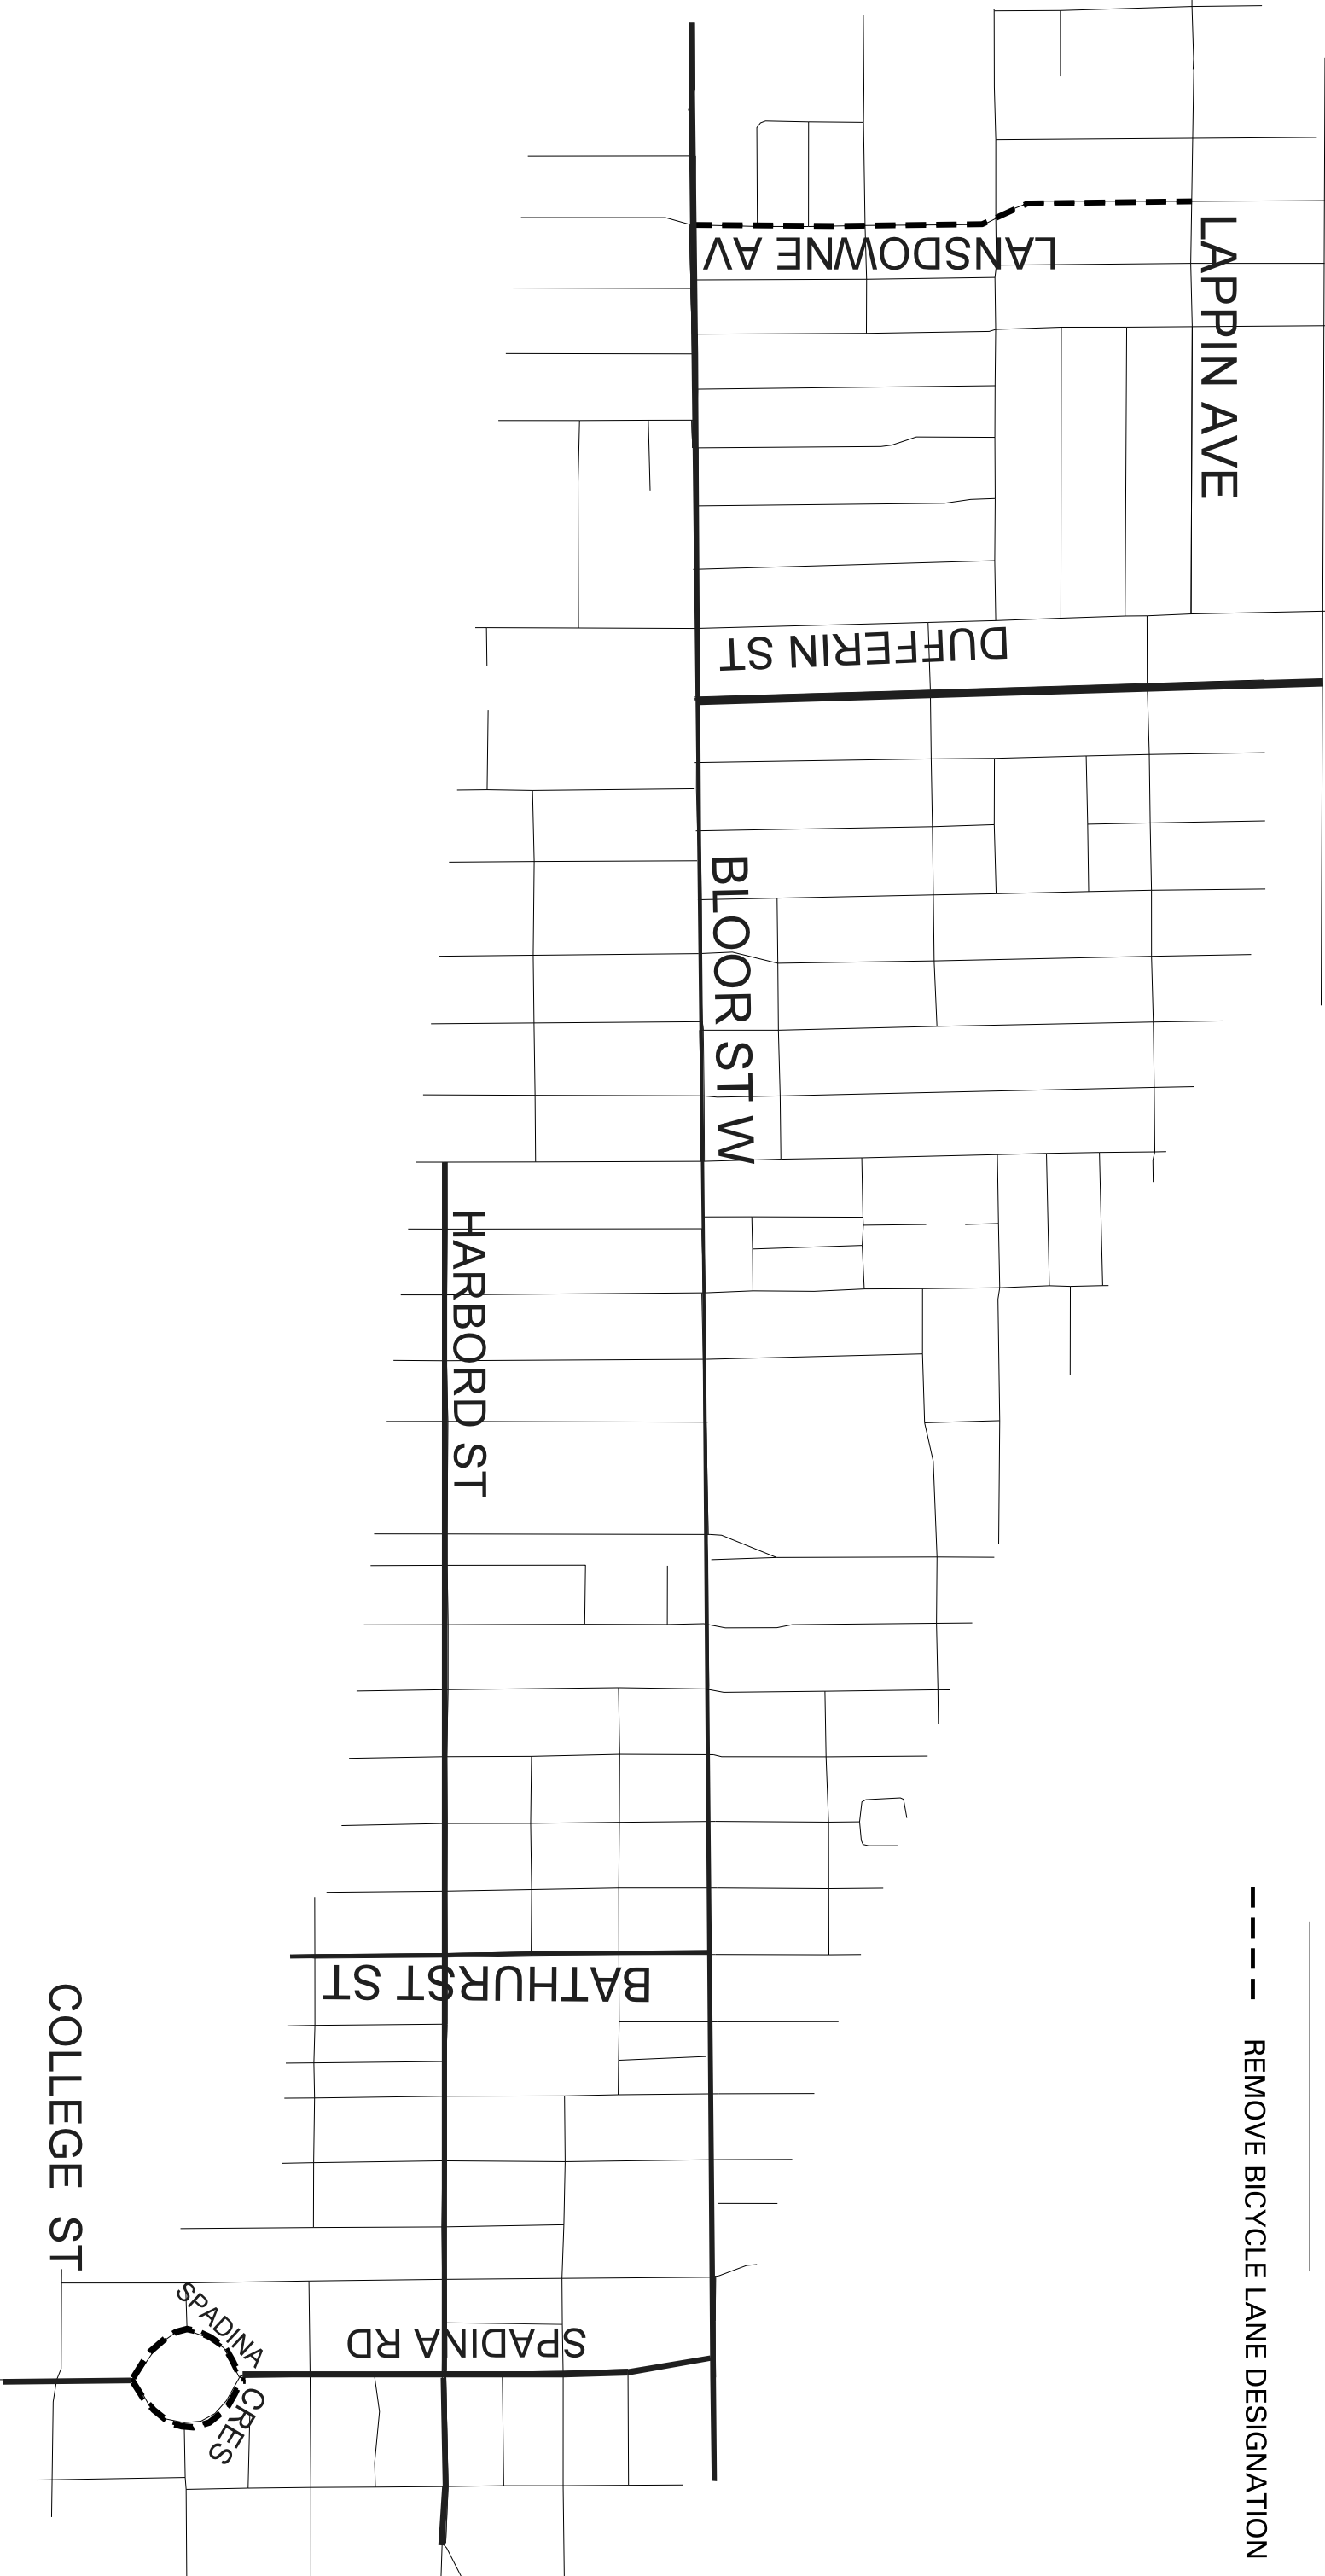 LAPPIN AVE
LANSDOWNE AV
DUFFERIN ST
BLOOR ST W
HARBORD ST
BATHURST ST
COLLEGE ST
SPADINA RD
SPADINA CRES
REMOVE BICYCLE LANE DESIGNATION